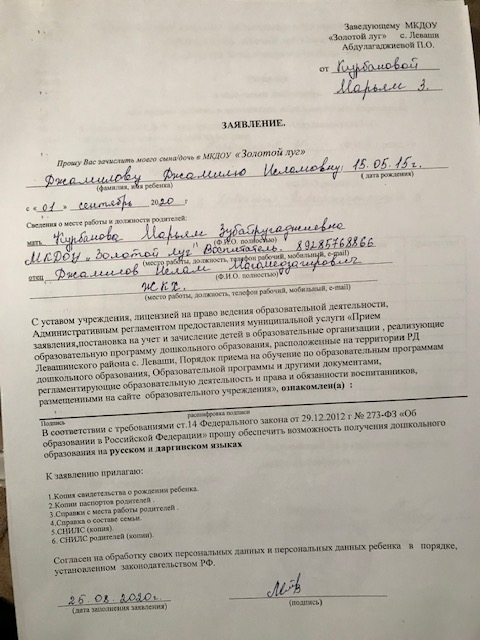 Заведующему МКДОУ
«Золотой луг» с. Леваши
Абдулагаджиевой П.О.
от Курбановой
Марьям З.
ЗАЯВЛЕНИЕ.
Прошу Вас зачислить моего сына/дочь в МКДОУ «Золотой луг»
Джамилову Джамилю Исламовну 15.05.15г.
(фамилия, имя ребенка) ( дата рождения)
с «01» сентябрь 2020 г
Сведения о месте работы и должности родителей:
мать Курбанова Марьям Зубайругаджиевна
(Ф.И.О. полностью)
МКДОУ „Золотой луг" Воспитатель. 89285768866
(место работы, должность, телефон рабочий, мобильный, e-mail)
отец Джамилов Ислам Магомедзагирович
(Ф.И.О. полностью)
ЖКХ.
(место работы, должность, телефон рабочий, мобильный, e-mail)
С уставом учреждения, лицензией на право ведения образовательной деятельности,
Административным регламентом предоставления муниципальной услуги «Прием
заявления,постановка на учет и зачисление детей в образовательные организации , реализующие
образовательную программу дошкольного образования, расположенные на территории РД
Левашинского района с. Леваши, Порядок приема на обучение по образовательным программам
дошкольного образования, Образовательной программы и другими документами,
регламентирующие образовательную деятельность и права и обязанности воспитанников,
размещенными на сайте образовательного учреждения», ознакомлена(а) :
Подпись расшифровка подписи
В соответствии с требованиями ст.14 Федерального закона от 29.12.2012 г № 273-ФЗ «Об
образовании в Российской Федерации» прошу обеспечить возможность получения дошкольного
образования на русском и даргинском языках
К заявлению прилагаю:
1.Копия свидетельства о рождении ребенка.
2.Копии паспортов родителей .
3.Справки с места работы родителей .
4.Справка о составе семьи.
5.СНИЛС (копия).
6. СНИЛС родителей (копии).
Согласен на обработку своих персональных данных и персональных данных ребенка в порядке,
установленном законодательством РФ.
25.08.2020г.
(дата заполнения заявления) (подпись)